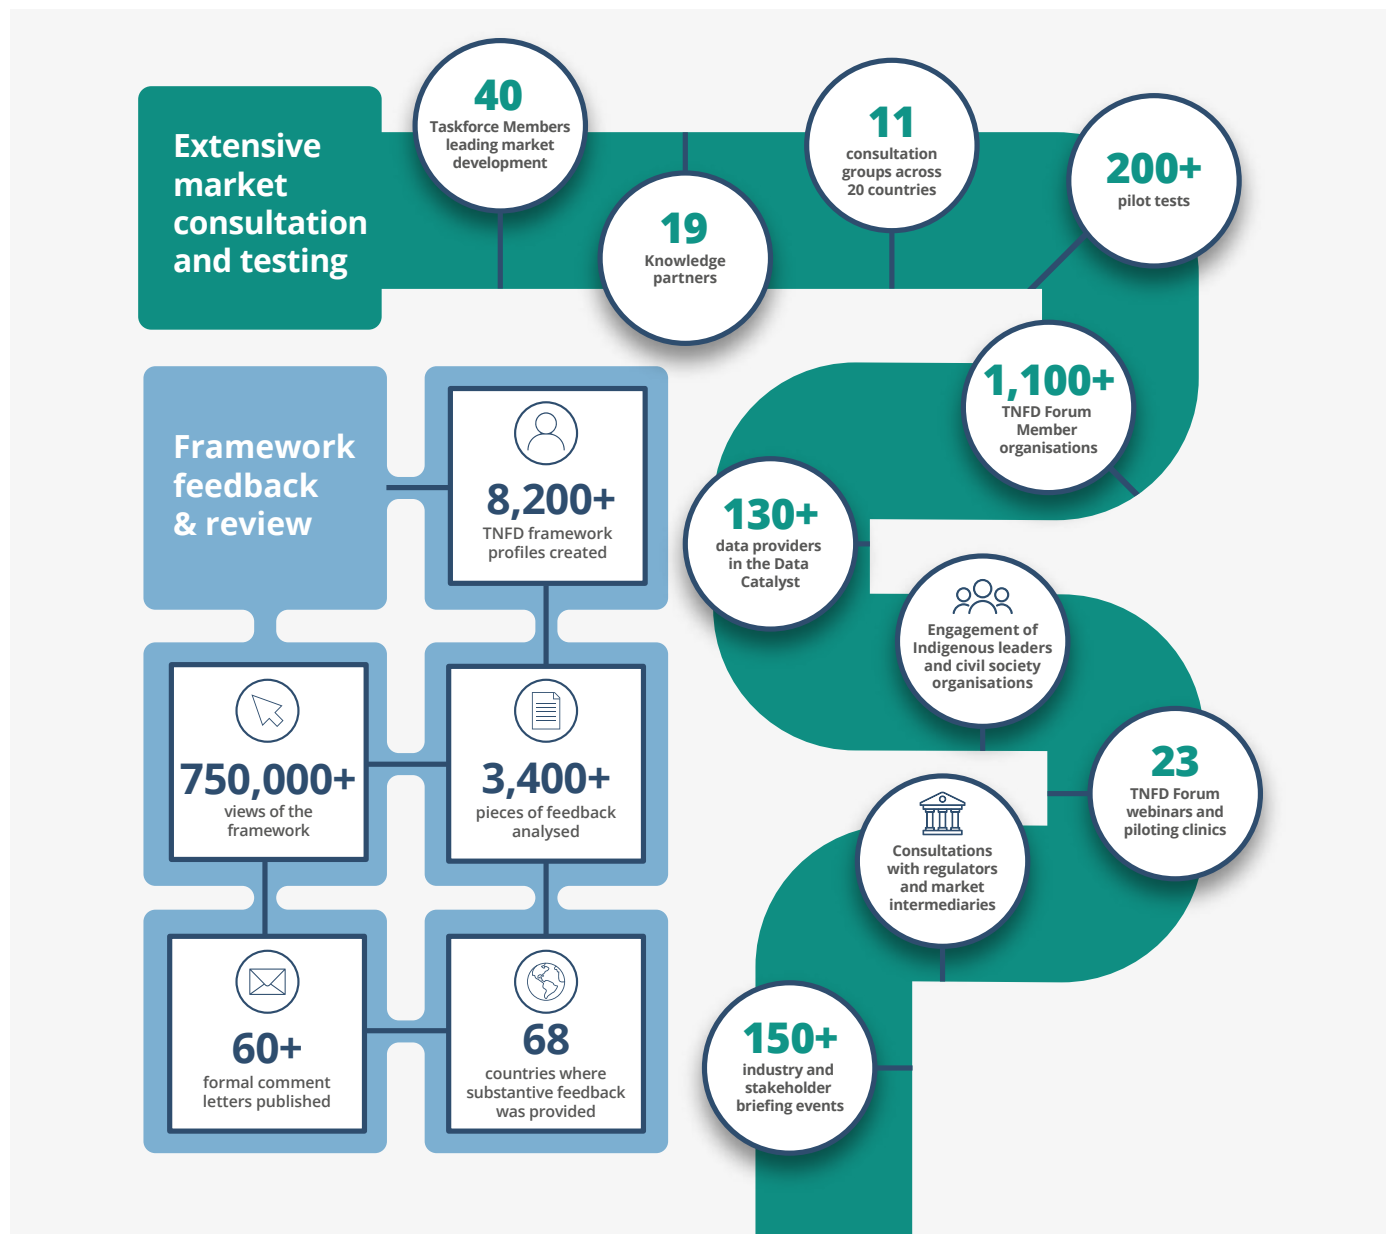 Extensive
market
consultation
and testing
40
Taskforce Members
leading market
development
19
Knowledge
partners
11
consultation
groups across
20 countries
200+
pilot tests
1,100+
TNFD Forum
Member
organisations
130+
data providers
in the Data
Catalyst
Engagement of
Indigenous leaders
and civil society
organisations
23
TNFD Forum
webinars and
piloting clinics
Consultations
with regulators
and market
intermediaries
150+
industry and
stakeholder
briefing events
Framework
feedback
& review
8,200+
TNFD framework
profiles created
750,000+
views of the
framework
3,400+
pieces of feedback
analysed
60+
formal comment
letters published
68
countries where
substantive feedback
was provided